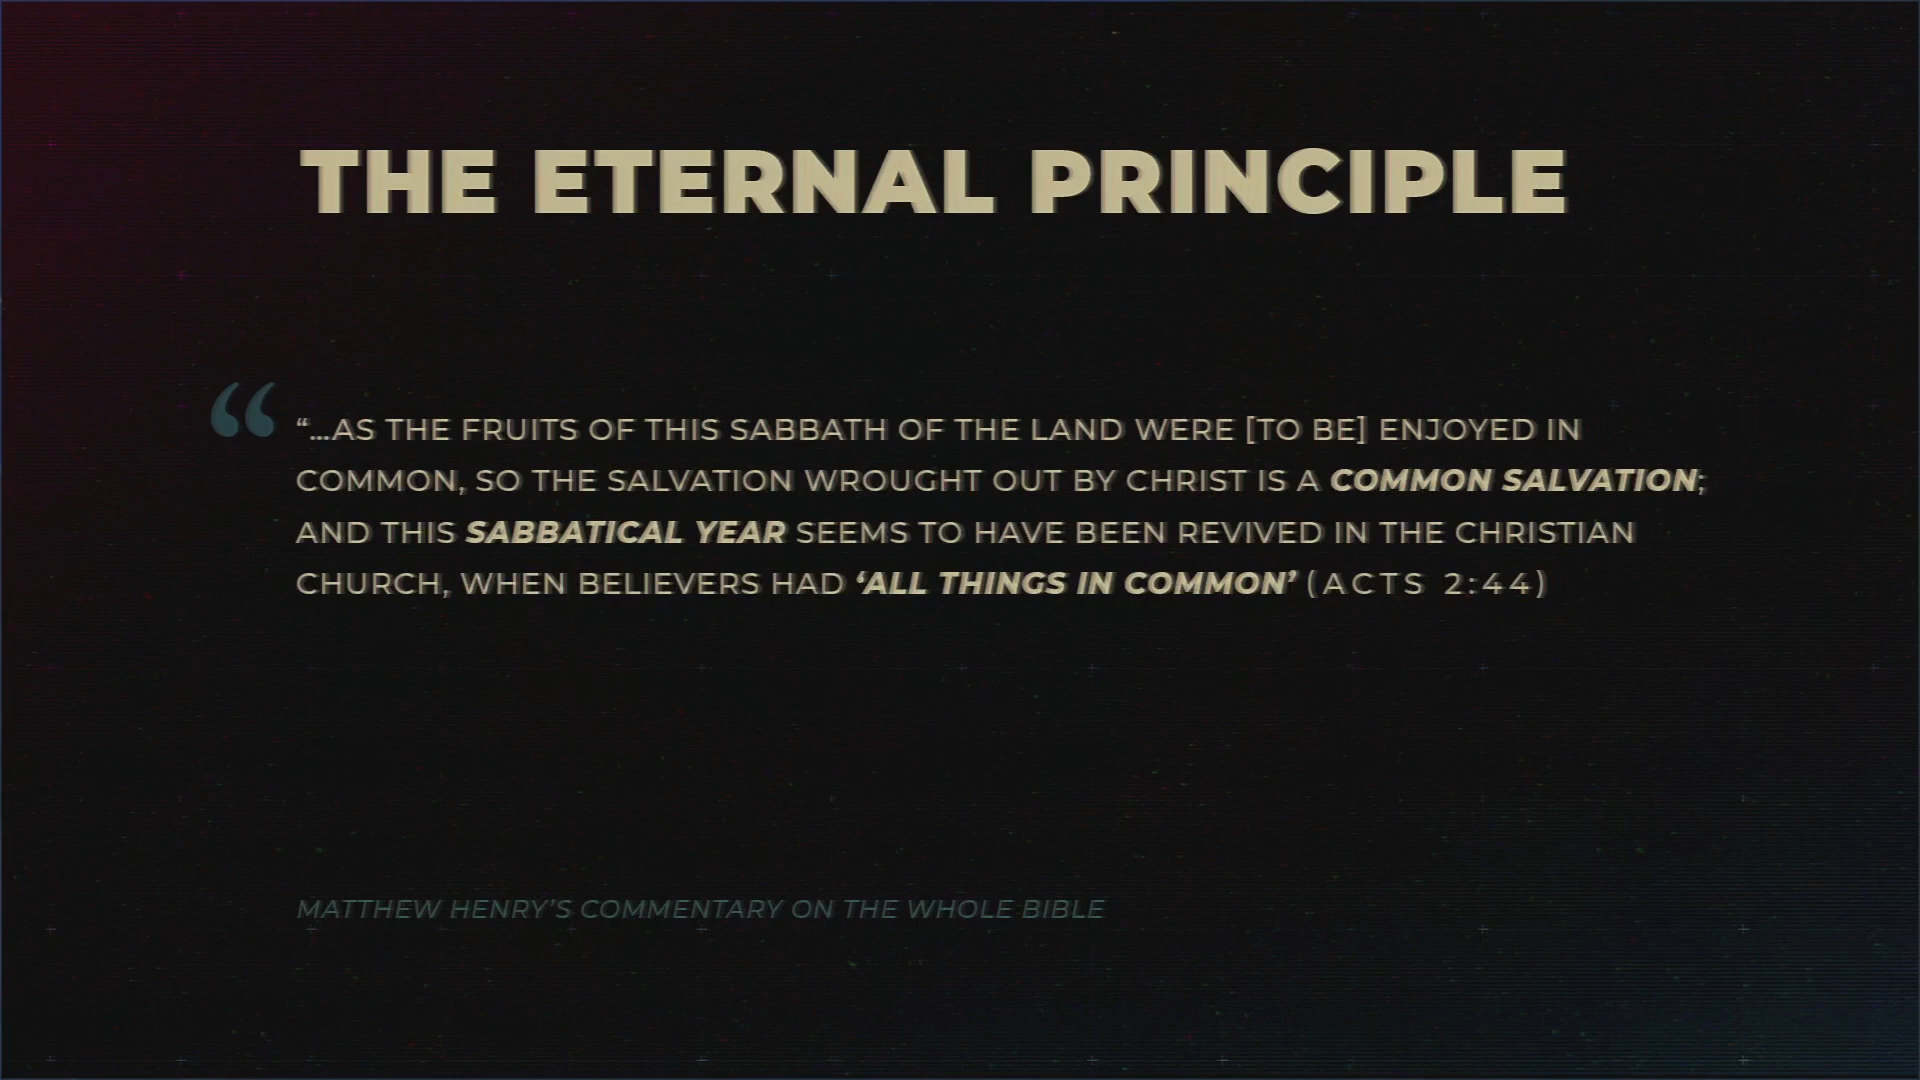 THE ETERNAL PRINCIPLE
“
“...AS THE FRUITS OF THIS SABBATH OF THE LAND WERE [TO BE] ENJOYED IN
COMMON, SO THE SALVATION WROUGHT OUT BY CHRIST IS A COMMON SALVATION;
AND THIS SABBATICAL YEAR SEEMS TO HAVE BEEN REVIVED IN THE CHRISTIAN
CHURCH, WHEN BELIEVERS HAD ‘ALL THINGS IN COMMON’ (ACTS 2:44)
MATTHEW HENRY’S COMMENTARY ON THE WHOLE BIBLE